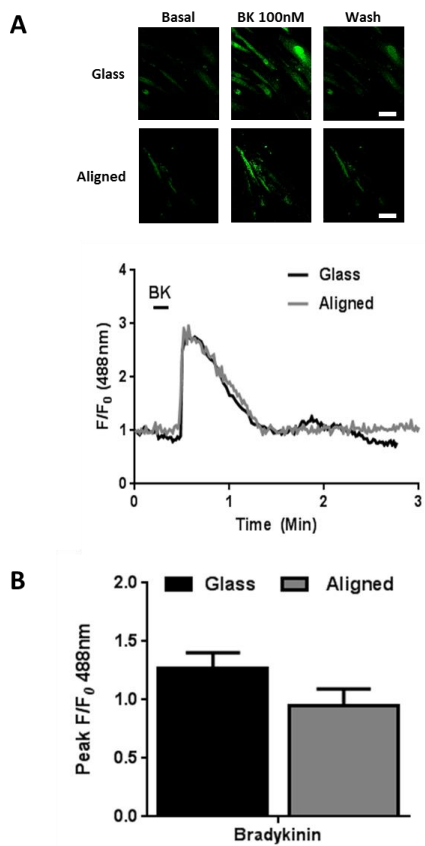 A
Basal BK 100nM Wash
Glass
Aligned
4
BK
Glass
Aligned
3
2
1
0
F/F0 (488nm)
0 1 2 3
Time (Min)
B
2.0
Glass Aligned
1.5
1.0
0.5
0.0
Peak F/F0 488nm
Bradykinin